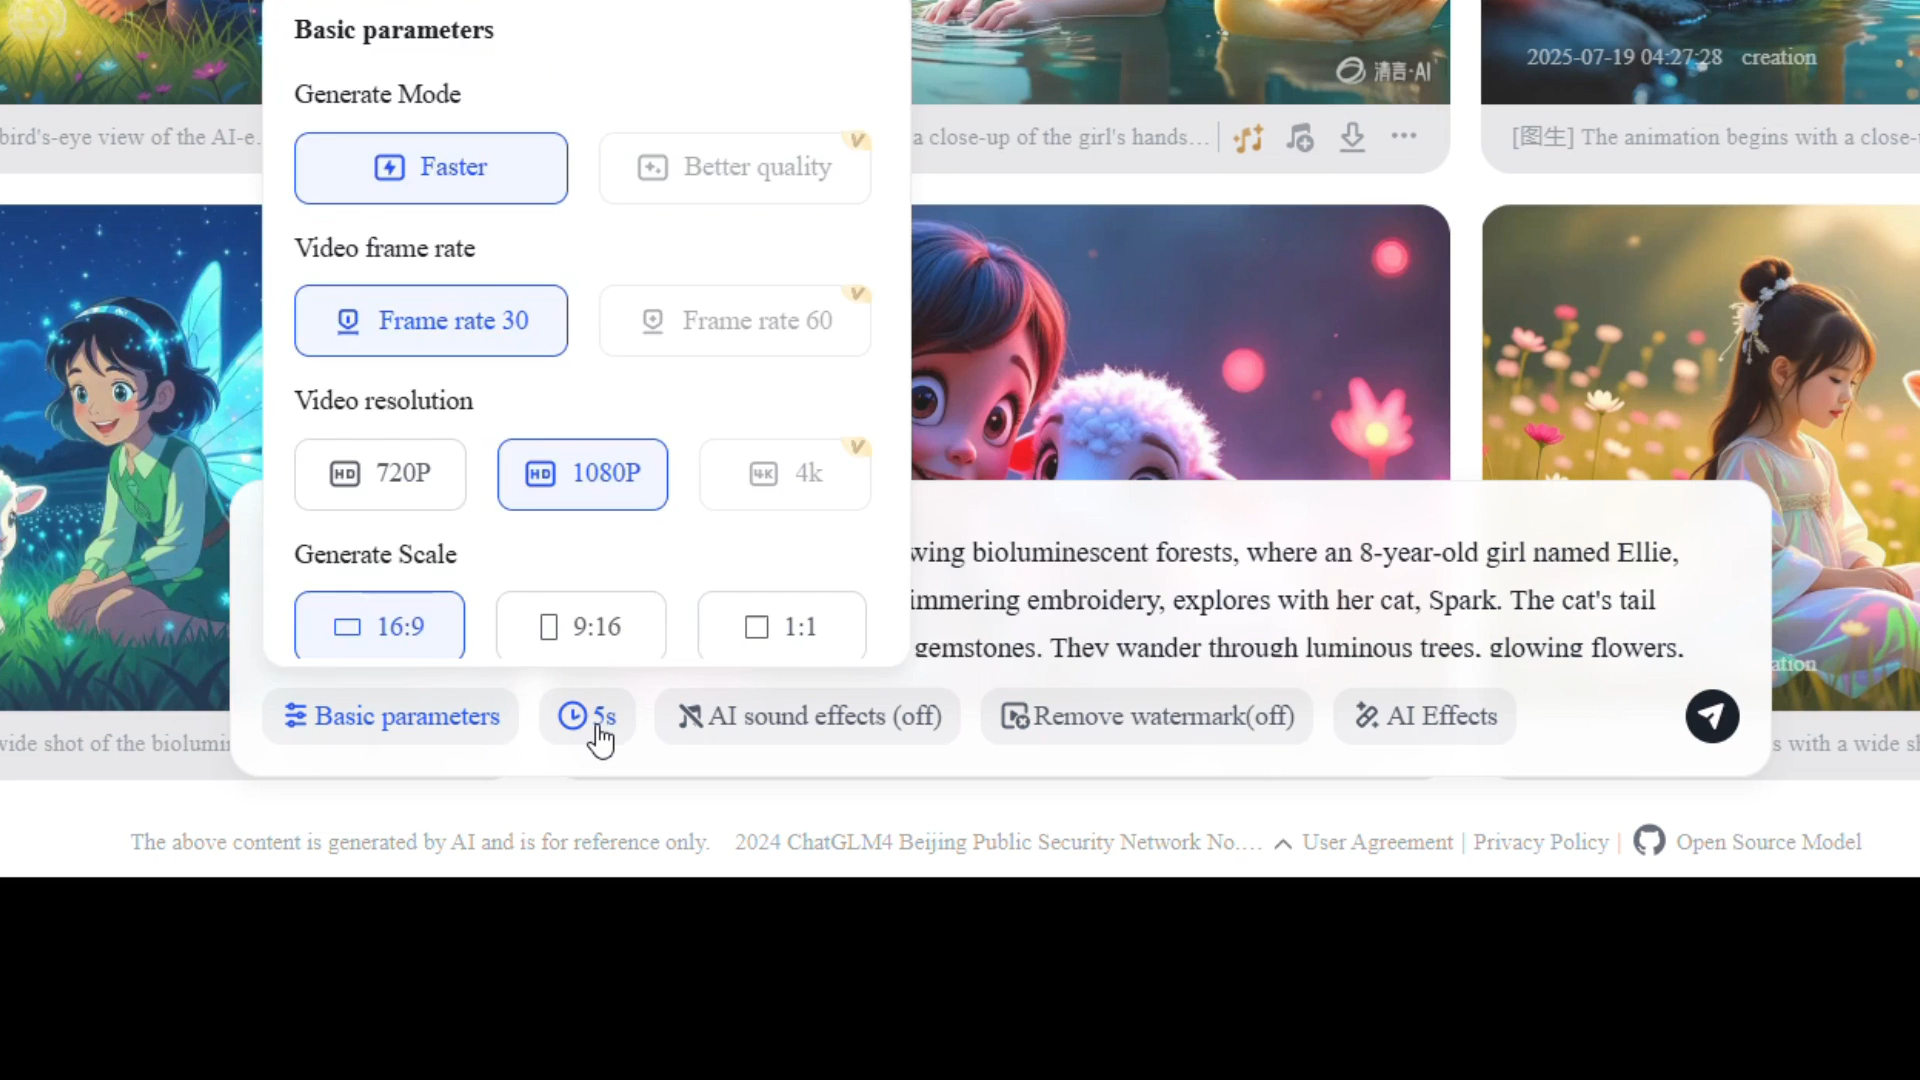 Basic parameters
Generate Mode
Faster
Better quality
Video frame rate
Frame rate 30
Frame rate 60
Video resolution
HD 720P
HD 1080P
4K 4k
Generate Scale
16:9
9:16
1:1
清言·AI
2025-07-19 04:27:28 creation
bird's-eye view of the AI-e...
a close-up of the girl's hands...
[图生] The animation begins with a close-
wing bioluminescent forests, where an 8-year-old girl named Ellie,
immering embroidery, explores with her cat, Spark. The cat's tail
gemstones. They wander through luminous trees, glowing flowers,
ation
Basic parameters
5s
AI sound effects (off)
Remove watermark(off)
AI Effects
vide shot of the biolumin
s with a wide sh
The above content is generated by AI and is for reference only.
2024 ChatGLM4 Beijing Public Security Network No....
User Agreement | Privacy Policy |
Open Source Model